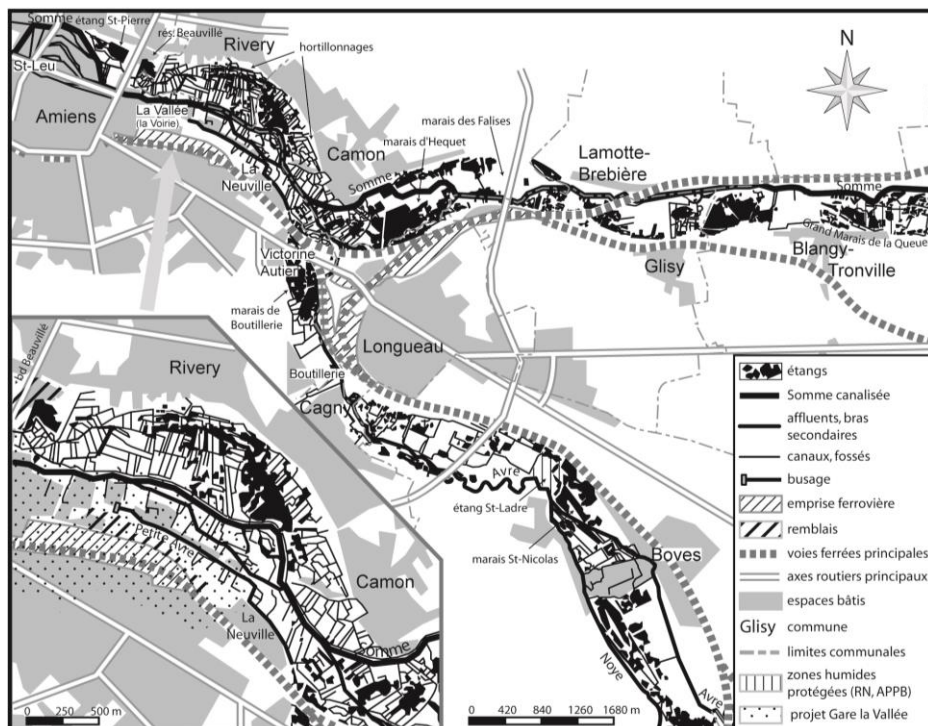 Somme
étang St-Pierre
rés. Beauvillé
Rivery
hortillonnages
St-Leu
Amiens
La Vallée
(la Voirie)
La
Neuville
Camon
Somme
marais d'Hequet
marais des Falises
Lamotte-
Brebière
N
Somme
Grand Marais de la Queue
Blangy-
Tronville
Glisy
Victorine
Autier
marais de
Boutillerie
Longueau
Boutillerie
Cagny
Avre
étang St-Ladre
marais St-Nicolas
Boves
Noye
Avre
bd Beauvillé
Rivery
Petite Avre
Camon
La
Neuville
Somme
0 250 500 m
0 420 840 1260 1680 m
étangs
Somme canalisée
affluents, bras
secondaires
canaux, fossés
busage
emprise ferrovière
remblais
voies ferrées principales
axes routiers principaux
espaces bâtis
Glisy commune
limites communales
zones humides
protégées (RN, APPB)
projet Gare la Vallée